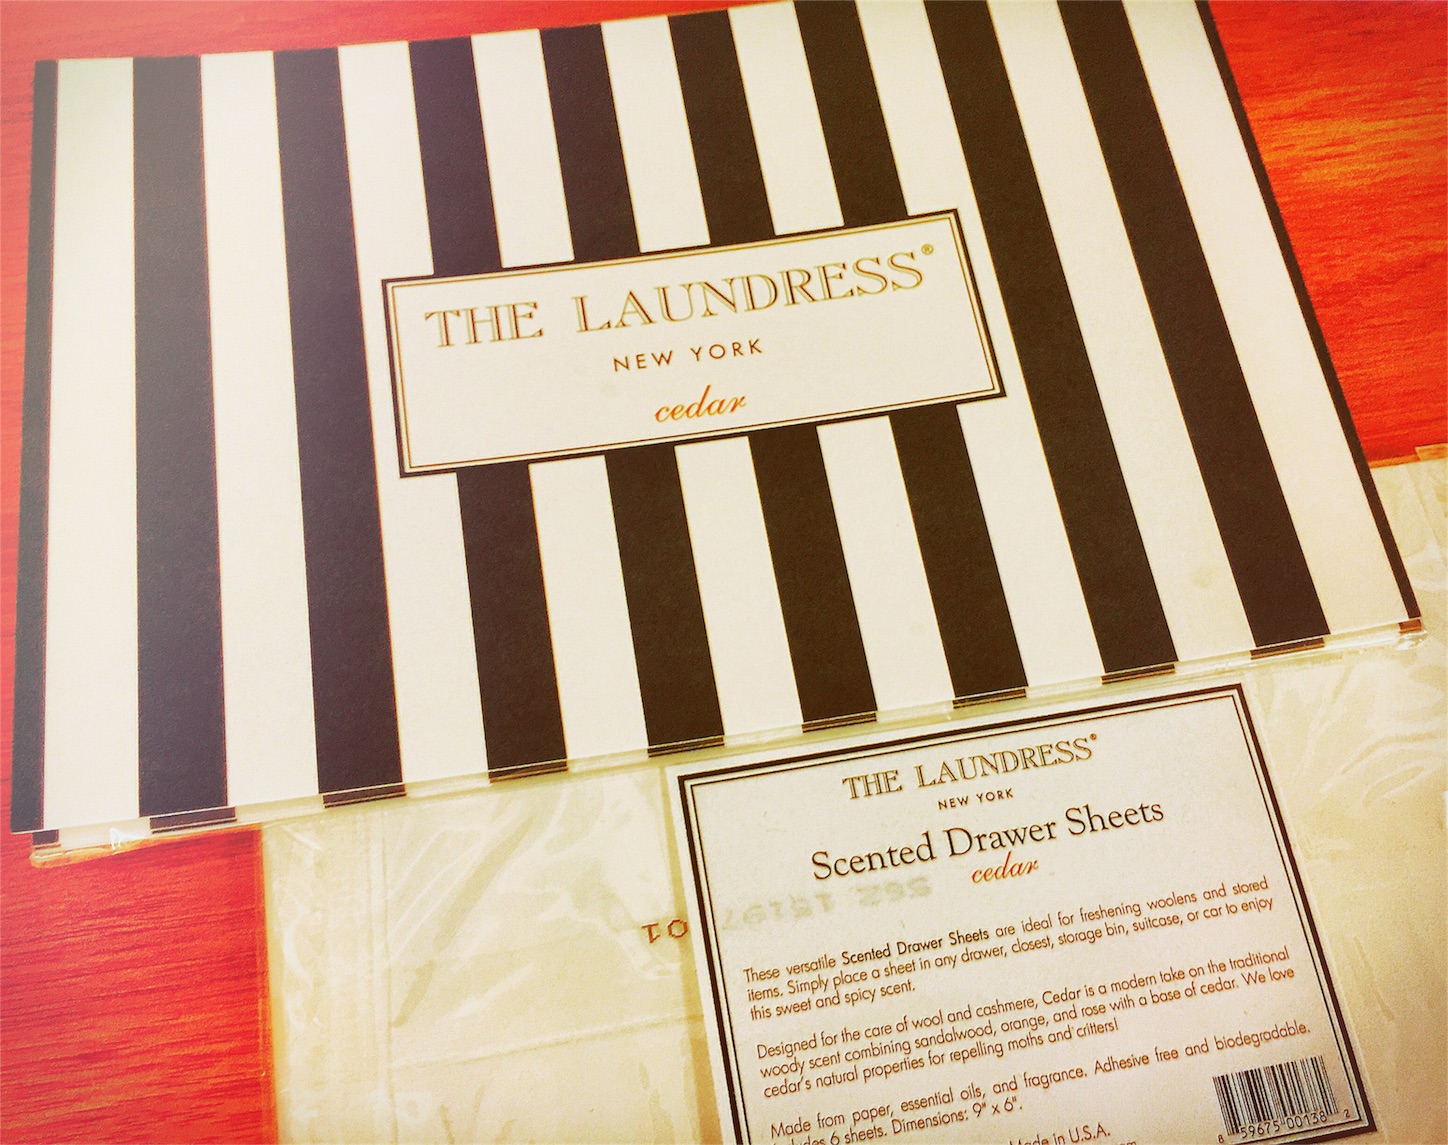 THE LAUNDRESS®
NEW YORK
cedar
THE LAUNDRESS®
NEW YORK
Scented Drawer Sheets
cedar
10
These versatile Scented Drawer Sheets are ideal for freshening woolens and stored
items. Simply place a sheet in any drawer, closest, storage bin, suitcase, or car to enjoy
this sweet and spicy scent.
Designed for the care of wool and cashmere, Cedar is a modern take on the traditional
woody scent combining sandalwood, orange, and rose with a base of cedar. We love
cedar's natural properties for repelling moths and critters!
Made from paper, essential oils, and fragrance. Adhesive free and biodegradable.
6 sheets. Dimensions: 9" x 6".
Made in U.S.A.
8 59675 00138 2